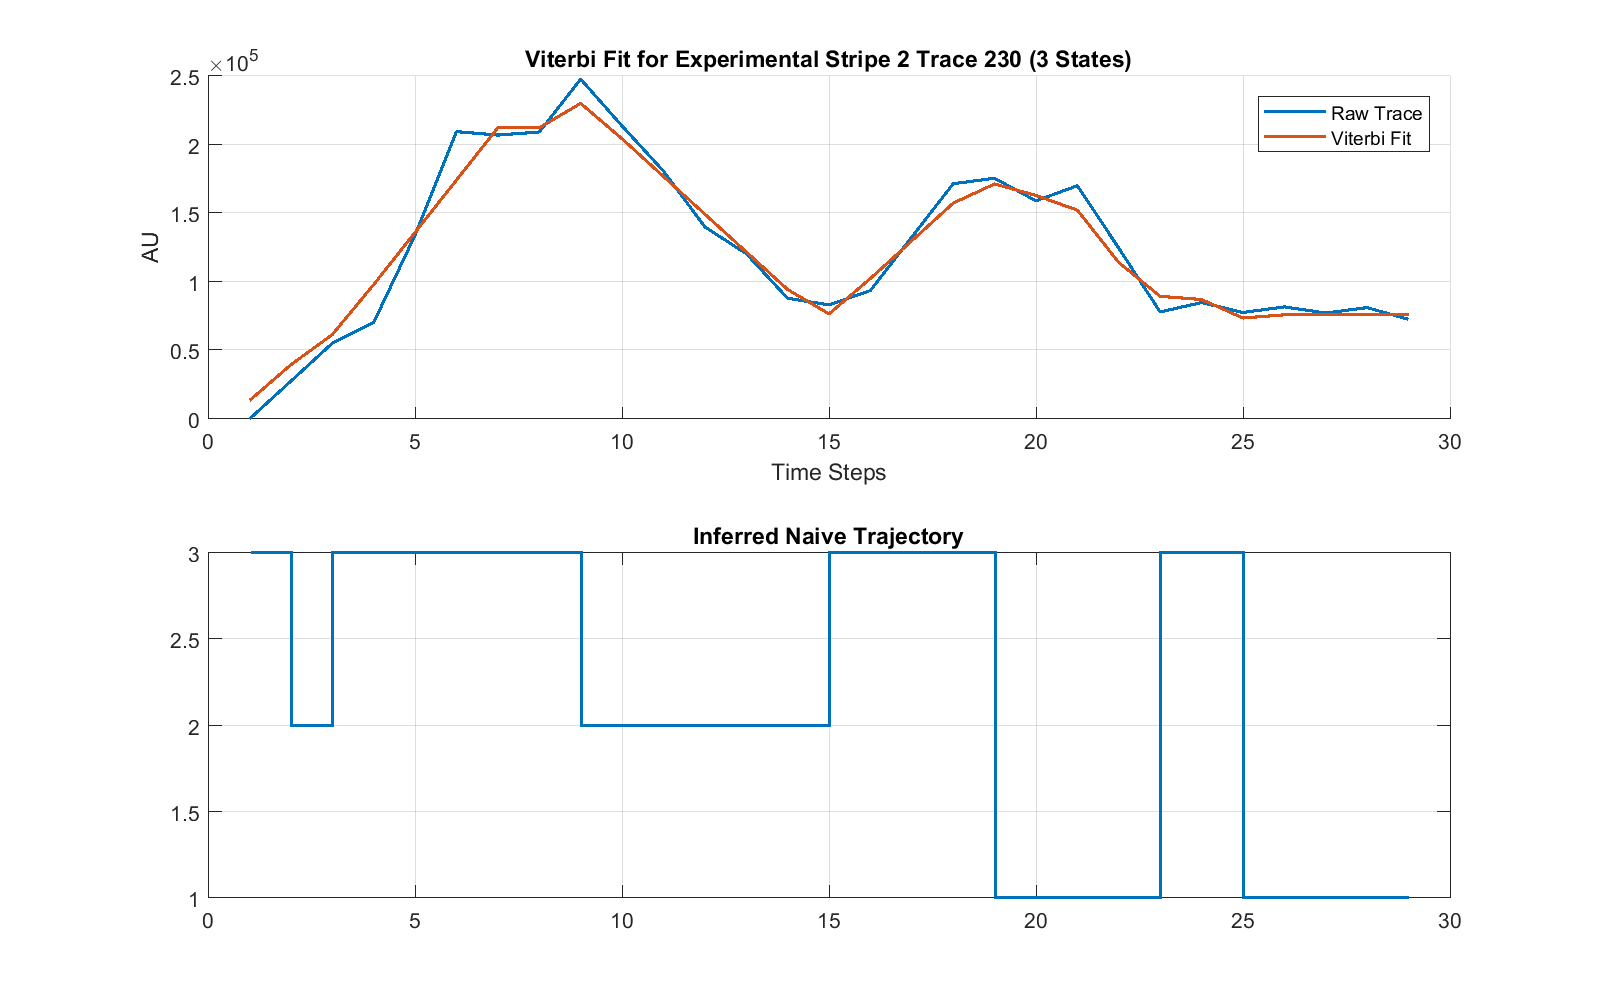 Viterbi Fit for Experimental Stripe 2 Trace 230 (3 States)
×10^5
2.5
2
1.5
1
0.5
0
AU
Raw Trace
Viterbi Fit
0 5 10 15 20 25 30
Time Steps
Inferred Naive Trajectory
3
2.5
2
1.5
1
0 5 10 15 20 25 30